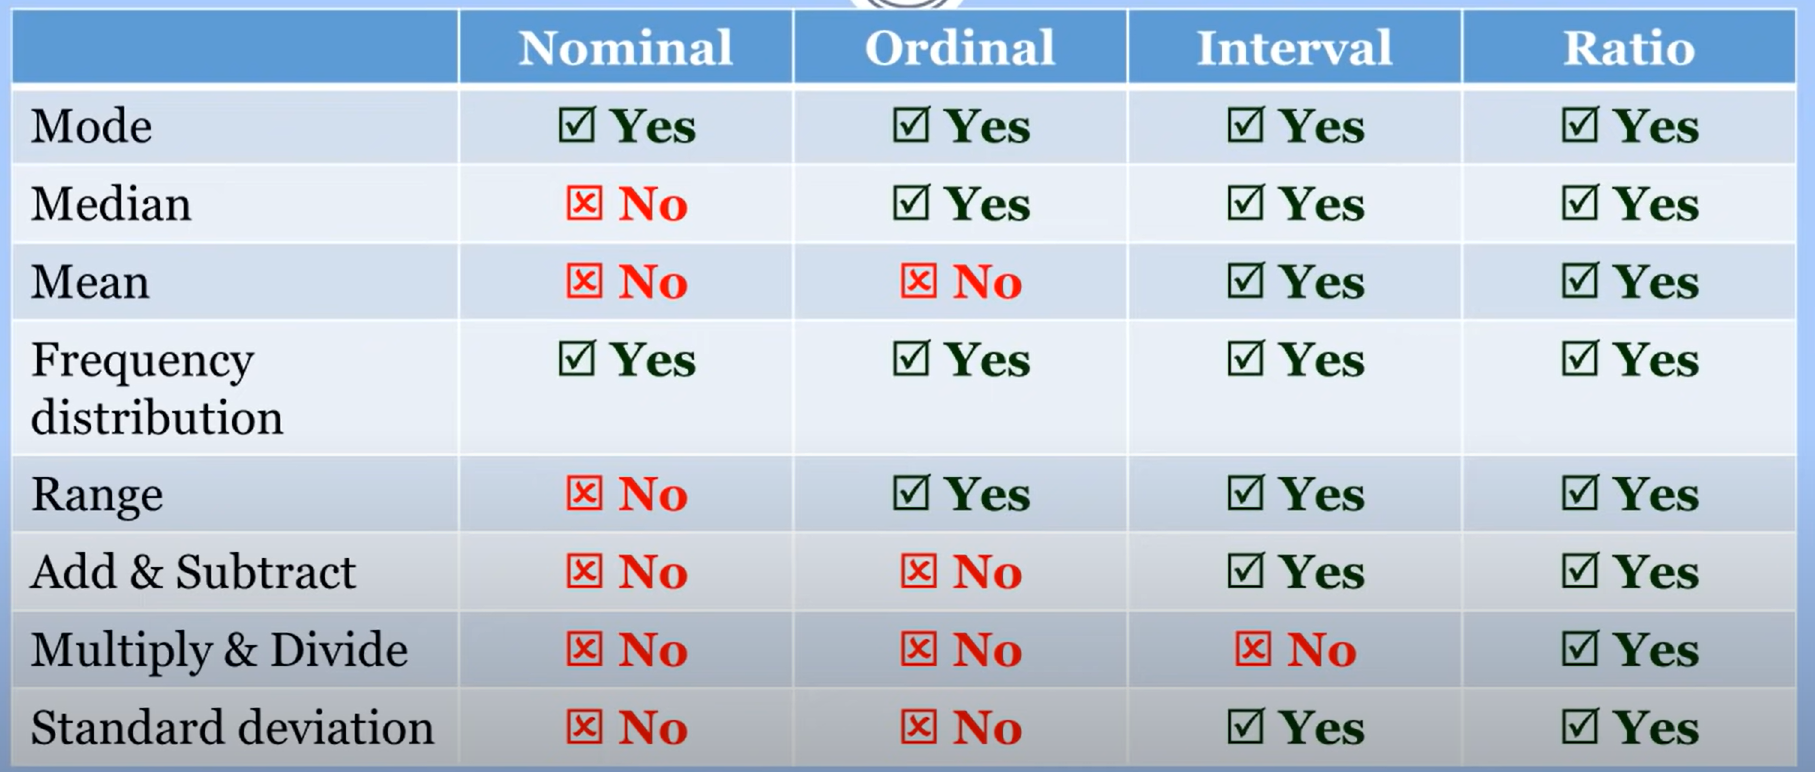 Nominal Ordinal Interval Ratio
Mode ☑ Yes ☑ Yes ☑ Yes ☑ Yes
Median ☒ No ☑ Yes ☑ Yes ☑ Yes
Mean ☒ No ☒ No ☑ Yes ☑ Yes
Frequency ☑ Yes ☑ Yes ☑ Yes ☑ Yes
distribution
Range ☒ No ☑ Yes ☑ Yes ☑ Yes
Add & Subtract ☒ No ☒ No ☑ Yes ☑ Yes
Multiply & Divide ☒ No ☒ No ☒ No ☑ Yes
Standard deviation ☒ No ☒ No ☑ Yes ☑ Yes